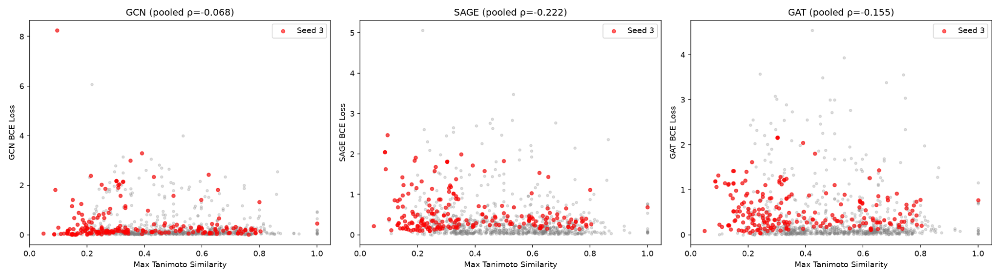 GCN (pooled ρ=-0.068)
Seed 3
GCN BCE Loss
8
6
4
2
0
0.0 0.2 0.4 0.6 0.8 1.0
Max Tanimoto Similarity
SAGE (pooled ρ=-0.222)
Seed 3
SAGE BCE Loss
5
4
3
2
1
0
0.0 0.2 0.4 0.6 0.8 1.0
Max Tanimoto Similarity
GAT (pooled ρ=-0.155)
Seed 3
GAT BCE Loss
4
3
2
1
0
0.0 0.2 0.4 0.6 0.8 1.0
Max Tanimoto Similarity